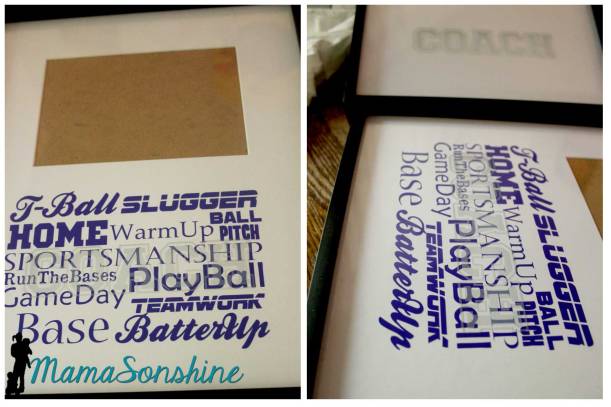 T-Ball SLUGGER
HOME WarmUp BALL PITCH
SPORTSMANSHIP
RunTheBases PlayBall
GameDay TEAMWORK
Base BatterUp
MamaSonshine
COACH
T-Ball SLUGGER
HOME WarmUp BALL PITCH
SPORTSMANSHIP
RunTheBases PlayBall
GameDay TEAMWORK
Base BatterUp